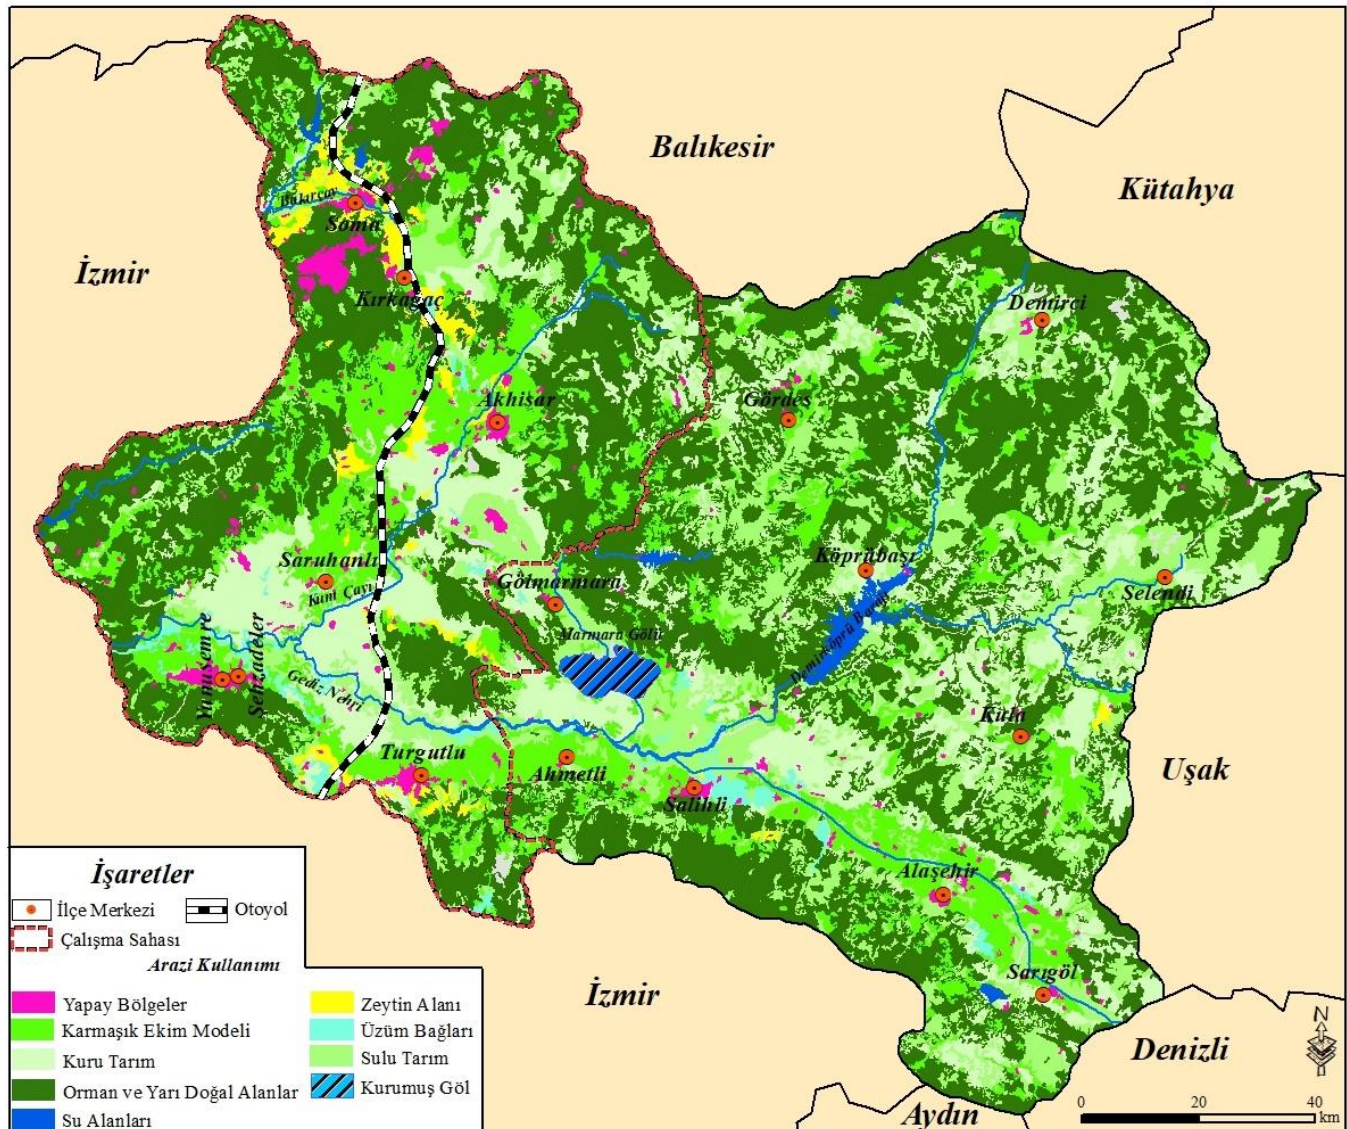 Balıkesir
Kütahya
Bakırçay
Soma
İzmir
Kırkağaç
Demirci
Akhisar
Gördes
Saruhanlı
Kum Çayı
Gölmarmara
Köprübaşı
Selendi
Marmara Gölü
Demirköprü Barajı
Yunusemre
Şehzadeler
Gediz Nehri
Kula
Turgutlu
Ahmetli
Salihli
Uşak
Alaşehir
Sarıgöl
İzmir
Denizli
Aydın
N
0 20 40
km
İşaretler
İlçe Merkezi
Otoyol
Çalışma Sahası
Arazi Kullanımı
Yapay Bölgeler
Karmaşık Ekim Modeli
Kuru Tarım
Orman ve Yarı Doğal Alanlar
Su Alanları
Zeytin Alanı
Üzüm Bağları
Sulu Tarım
Kurumuş Göl